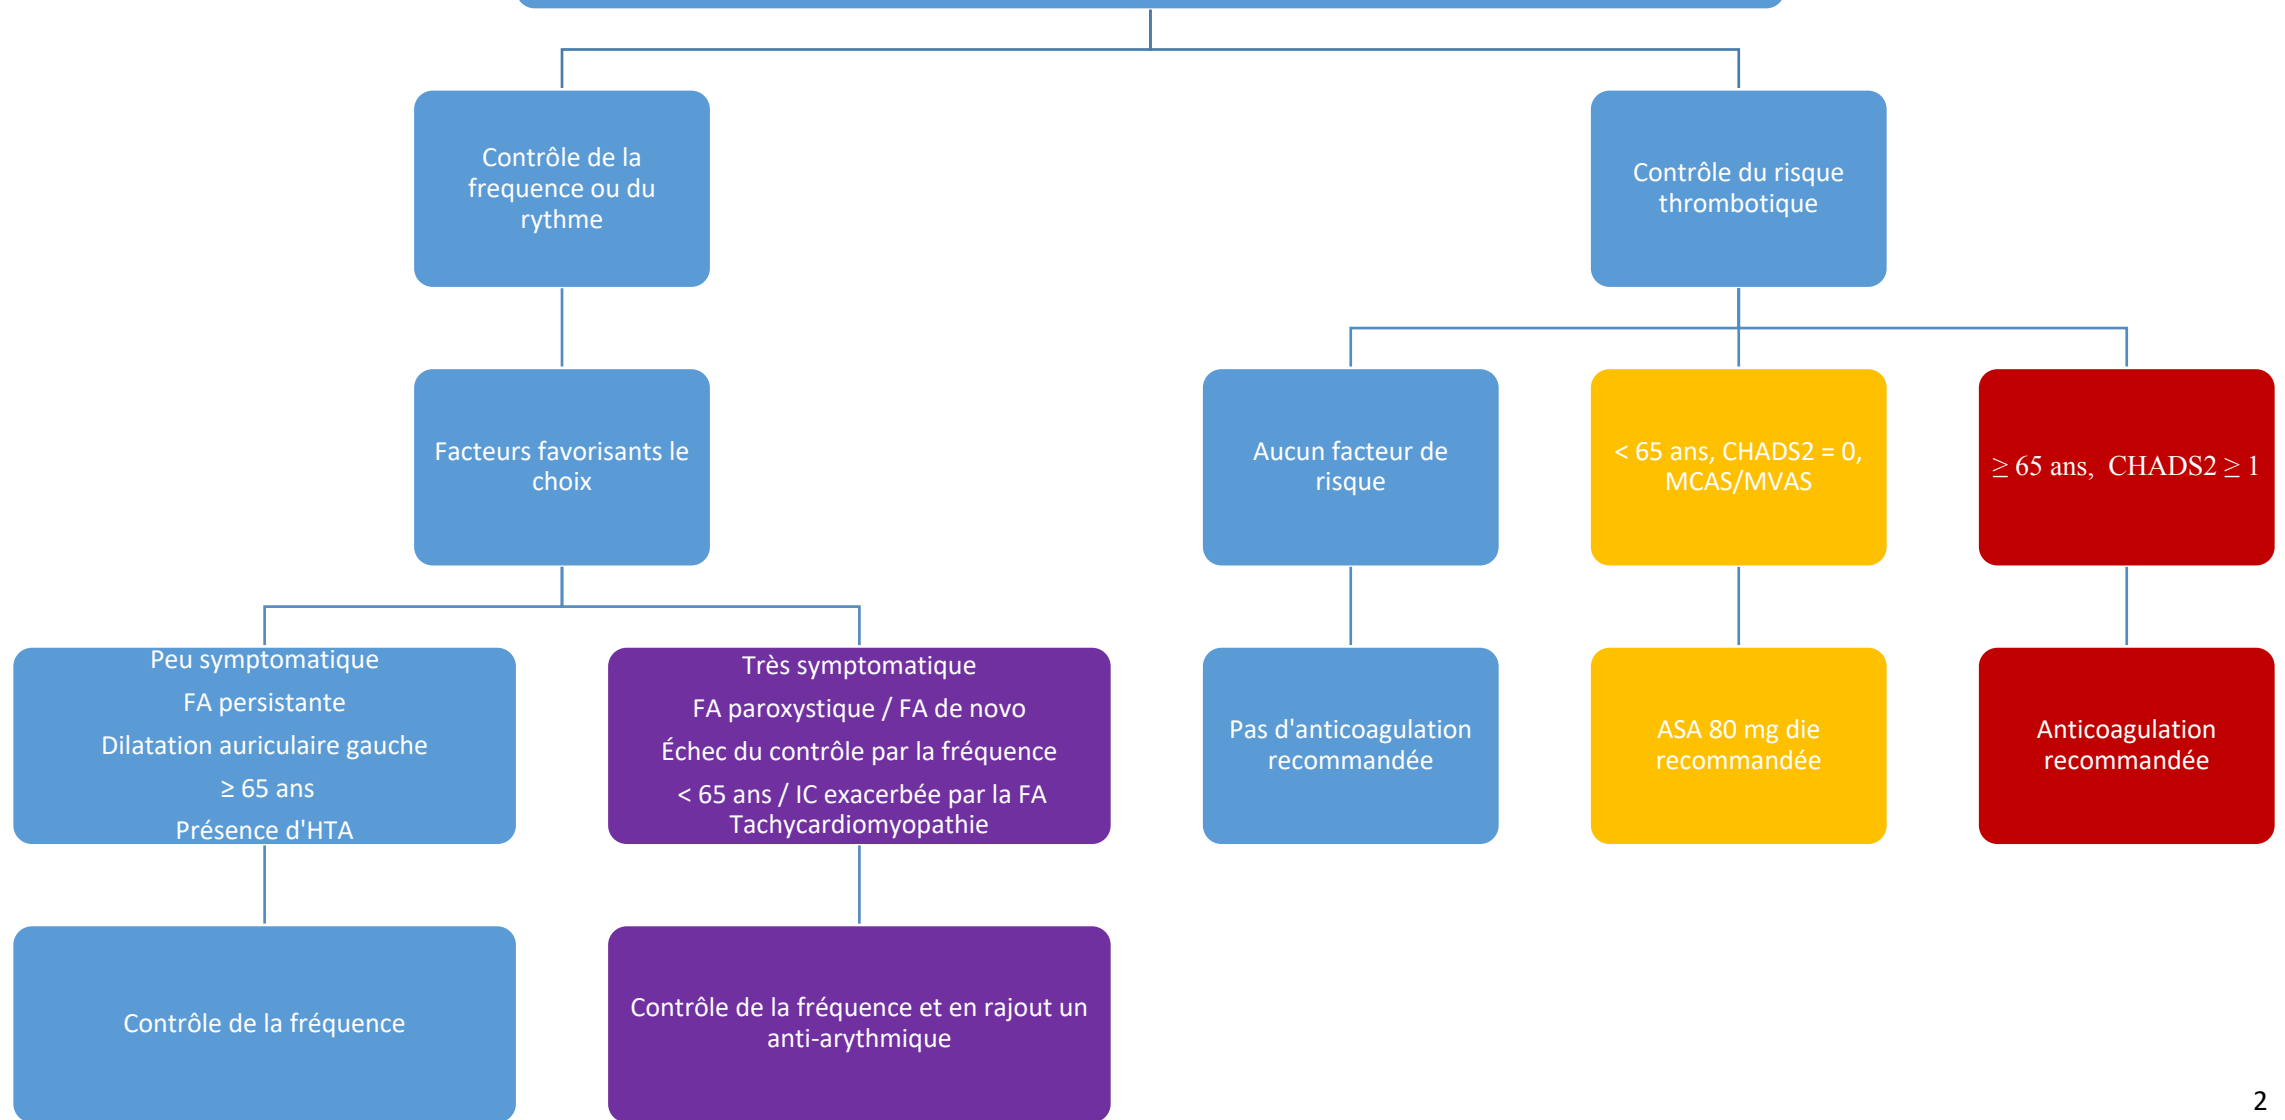 Contrôle de la
frequence ou du
rythme
Contrôle du risque
thrombotique
Facteurs favorisants le
choix
Aucun facteur de
risque
< 65 ans, CHADS2 = 0,
MCAS/MVAS
≥ 65 ans,  CHADS2 ≥ 1
Peu symptomatique
FA persistante
Dilatation auriculaire gauche
≥ 65 ans
Présence d'HTA
Très symptomatique
FA paroxystique / FA de novo
Échec du contrôle par la fréquence
< 65 ans / IC exacerbée par la FA
Tachycardiomyopathie
Pas d'anticoagulation
recommandée
ASA 80 mg die
recommandée
Anticoagulation
recommandée
Contrôle de la fréquence
Contrôle de la fréquence et en rajout un
anti-arythmique
2